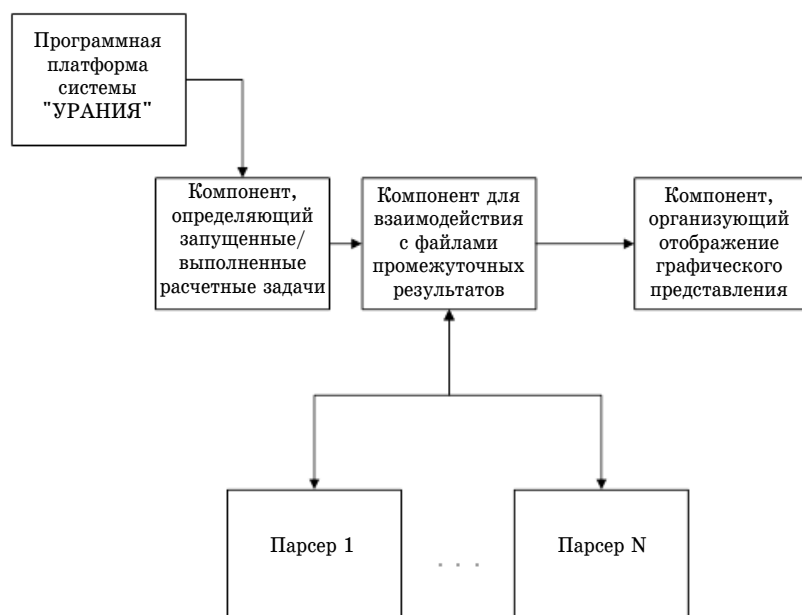 Программная
платформа
системы
"УРАНИЯ"
Компонент,
определяющий
запущенные/
выполненные
расчетные задачи
Компонент для
взаимодействия
с файлами
промежуточных
результатов
Компонент,
организующий
отображение
графического
представления
Парсер 1
. . .
Парсер N